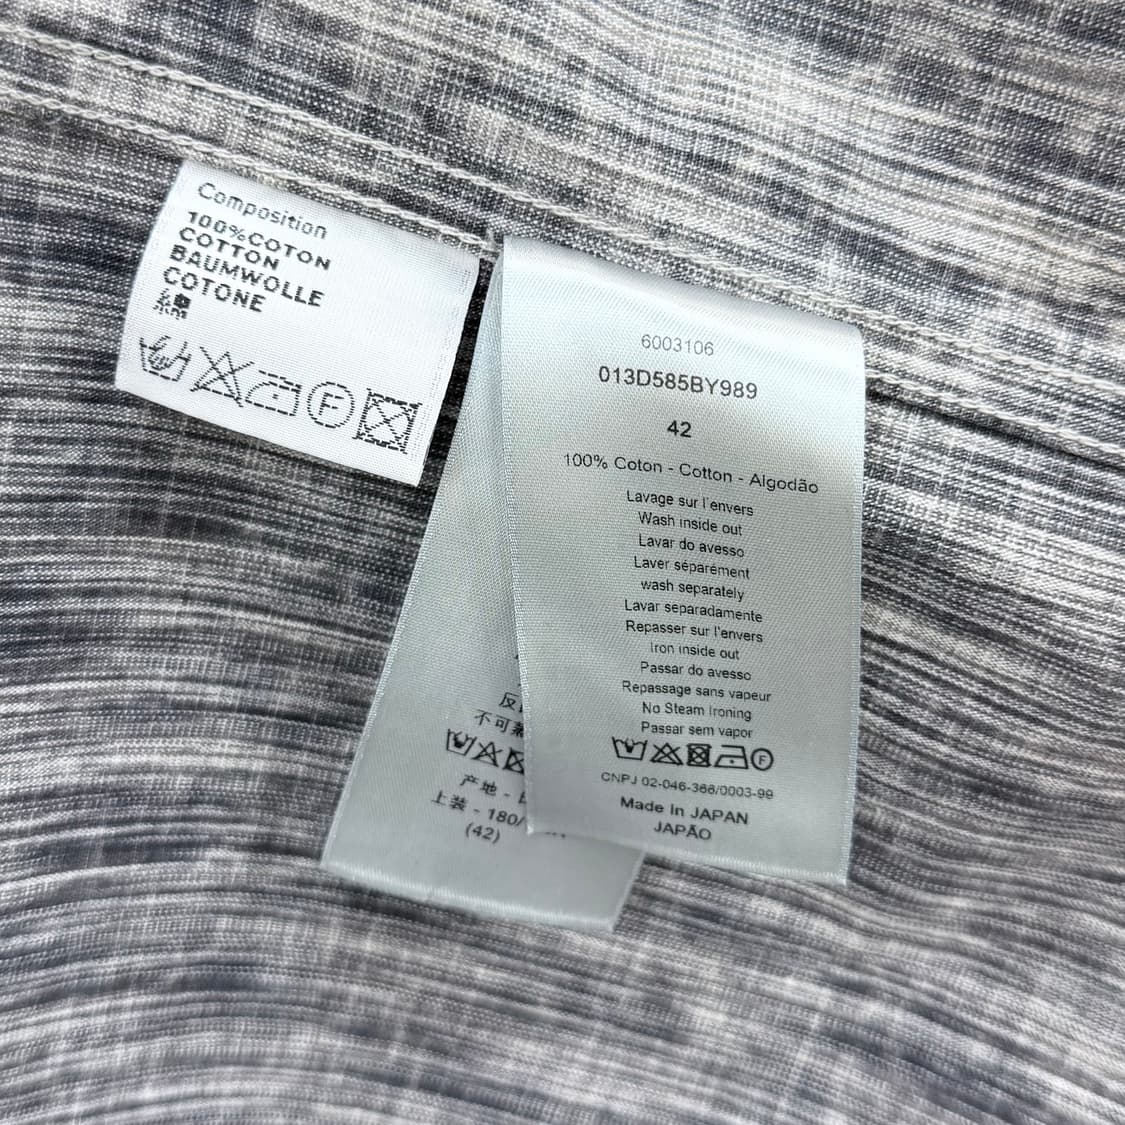 Composition
100%COTON
COTTON
BAUMWOLLE
COTONE
綿
F
6003106
013D585BY989
42
100% Coton - Cotton - Algodão
Lavage sur l'envers
Wash inside out
Lavar do avesso
Laver séparément
wash separately
Lavar separadamente
Repasser sur l'envers
Iron inside out
Passar do avesso
Repassage sans vapeur
No Steam Ironing
Passar sem vapor
F
CNPJ 02-046-366/0003-99
Made In JAPAN
JAPÃO
反
不可蒸
产地 -
上装 - 180/
(42)